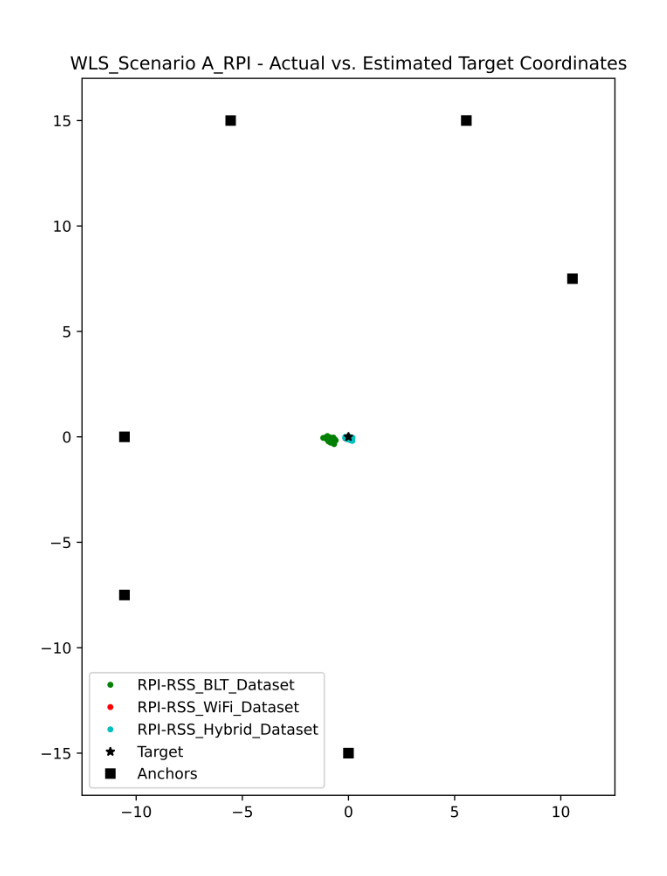 WLS_Scenario A_RPI - Actual vs. Estimated Target Coordinates
15
10
5
0
−5
−10
−15
RPI-RSS_BLT_Dataset
RPI-RSS_WiFi_Dataset
RPI-RSS_Hybrid_Dataset
Target
Anchors
−10
−5
0
5
10